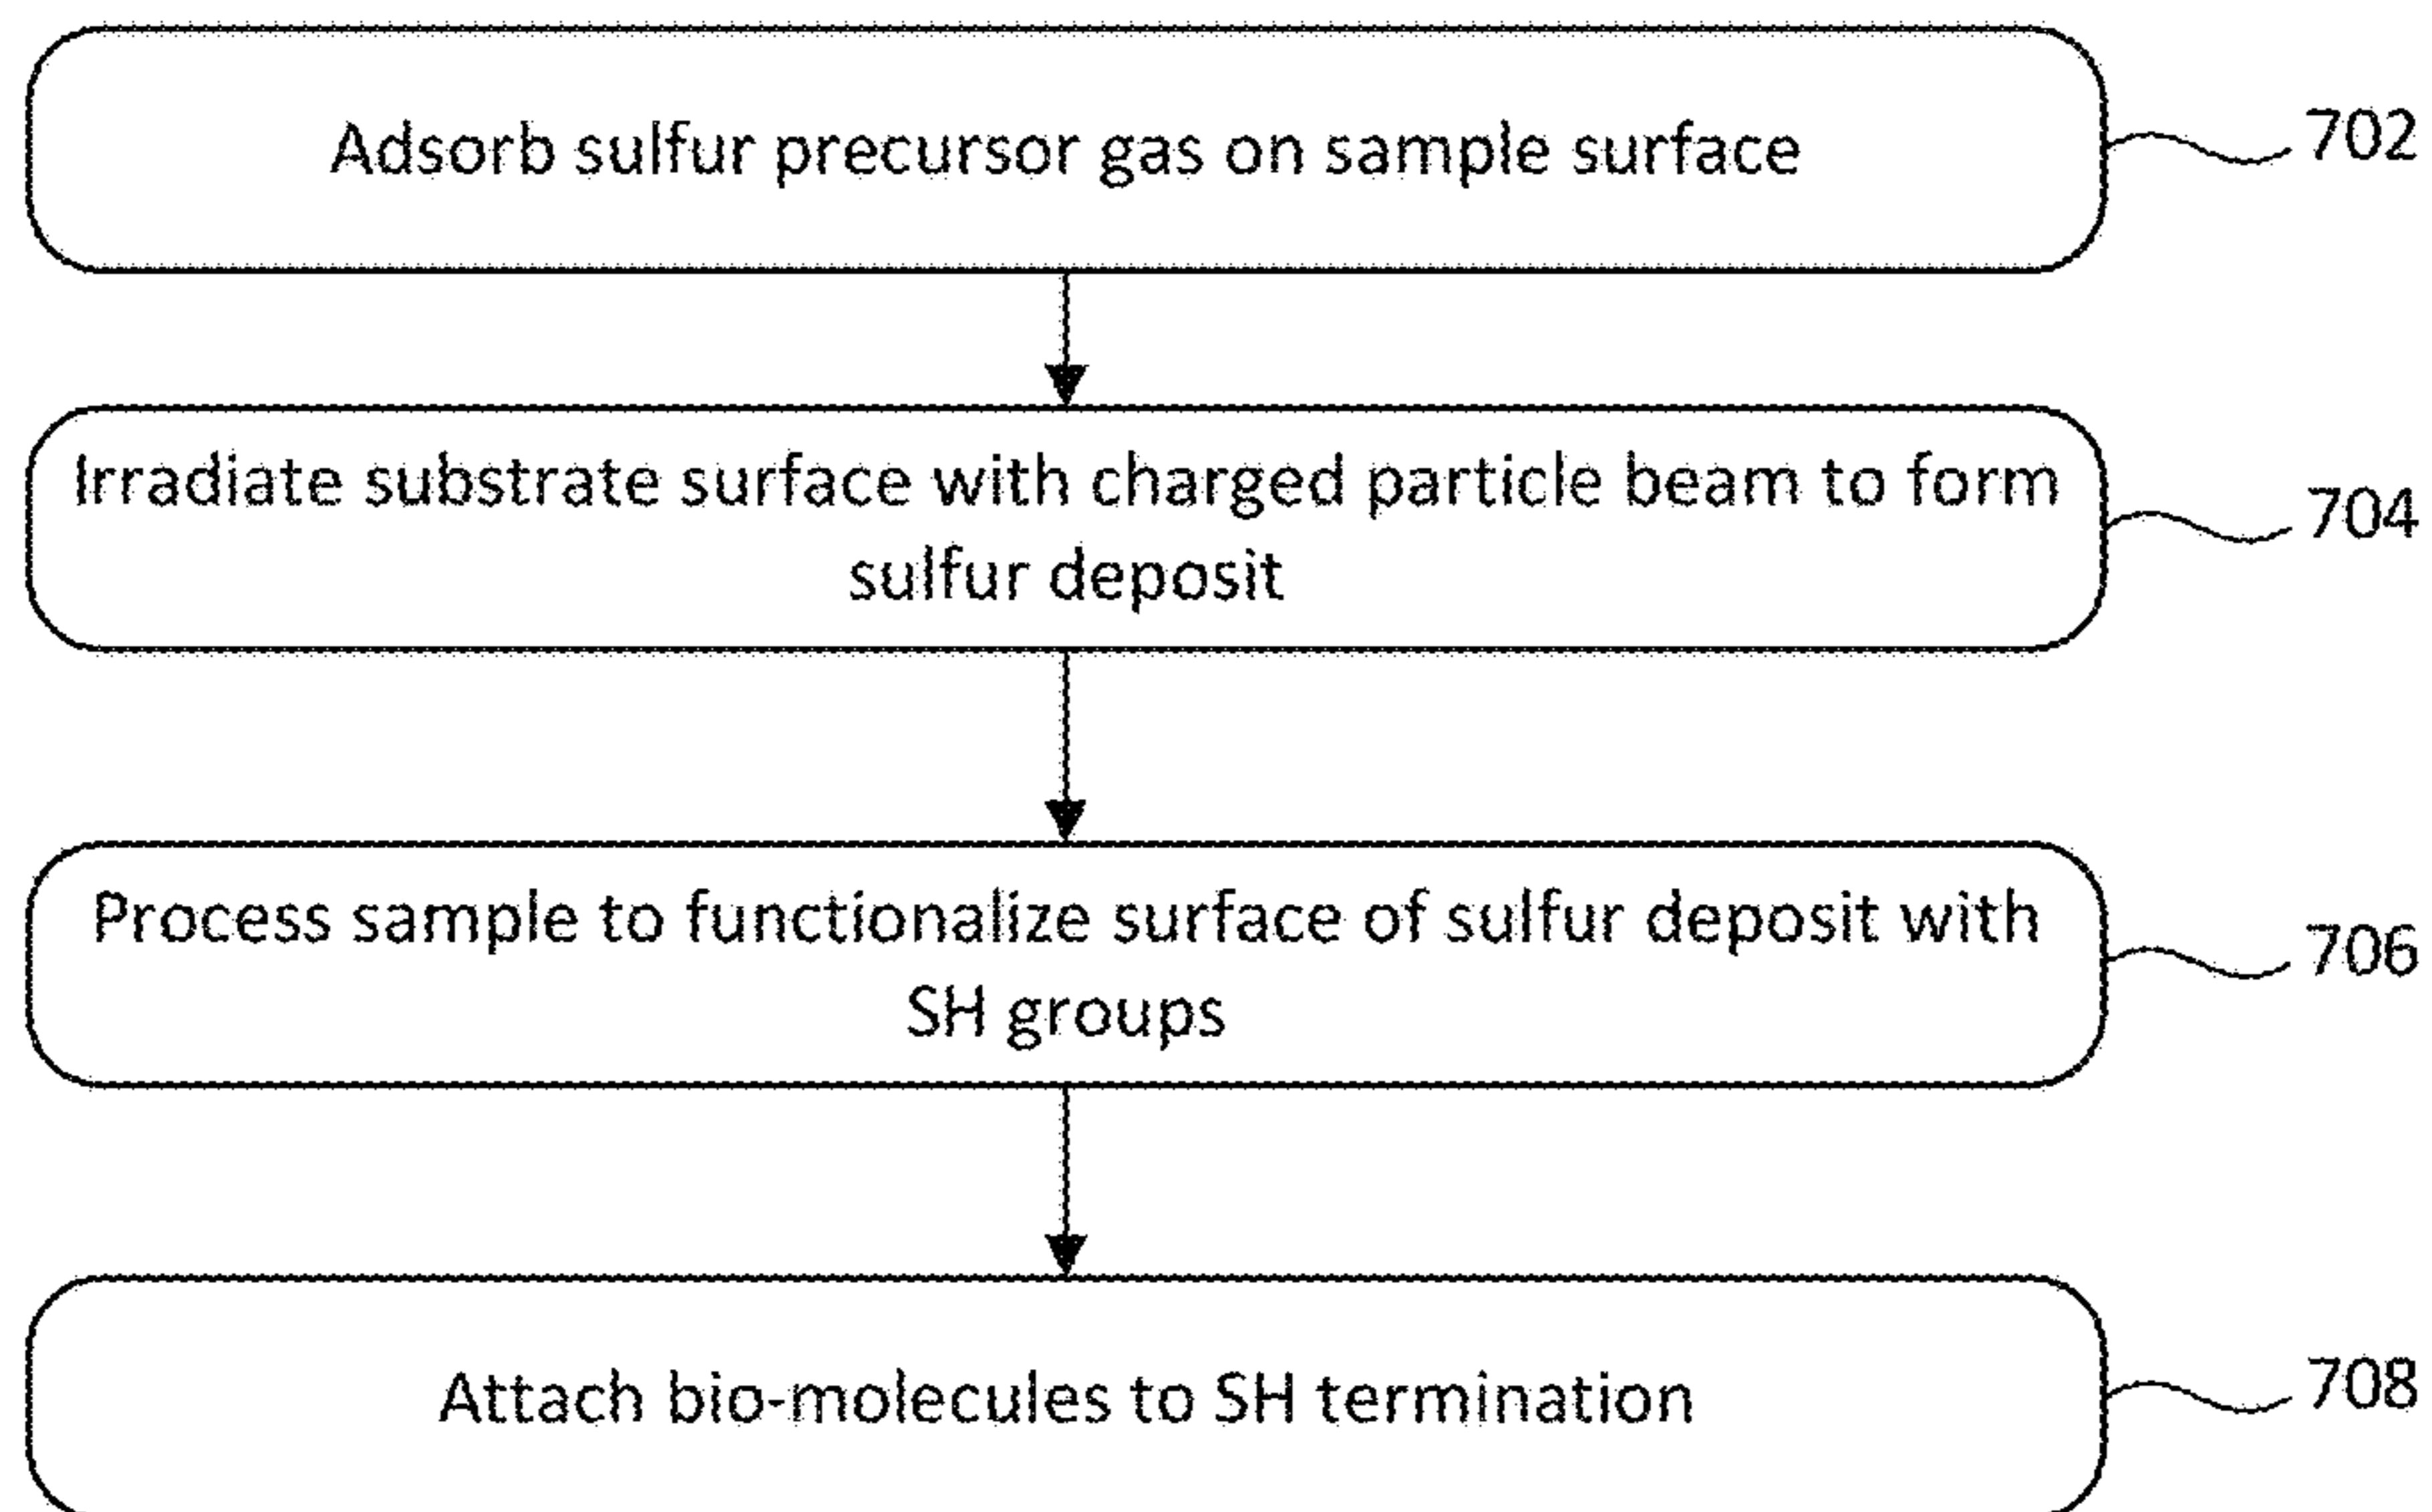 Adsorb sulfur precursor gas on sample surface
702
Irradiate substrate surface with charged particle beam to form
sulfur deposit
704
Process sample to functionalize surface of sulfur deposit with
SH groups
706
Attach bio-molecules to SH termination
708